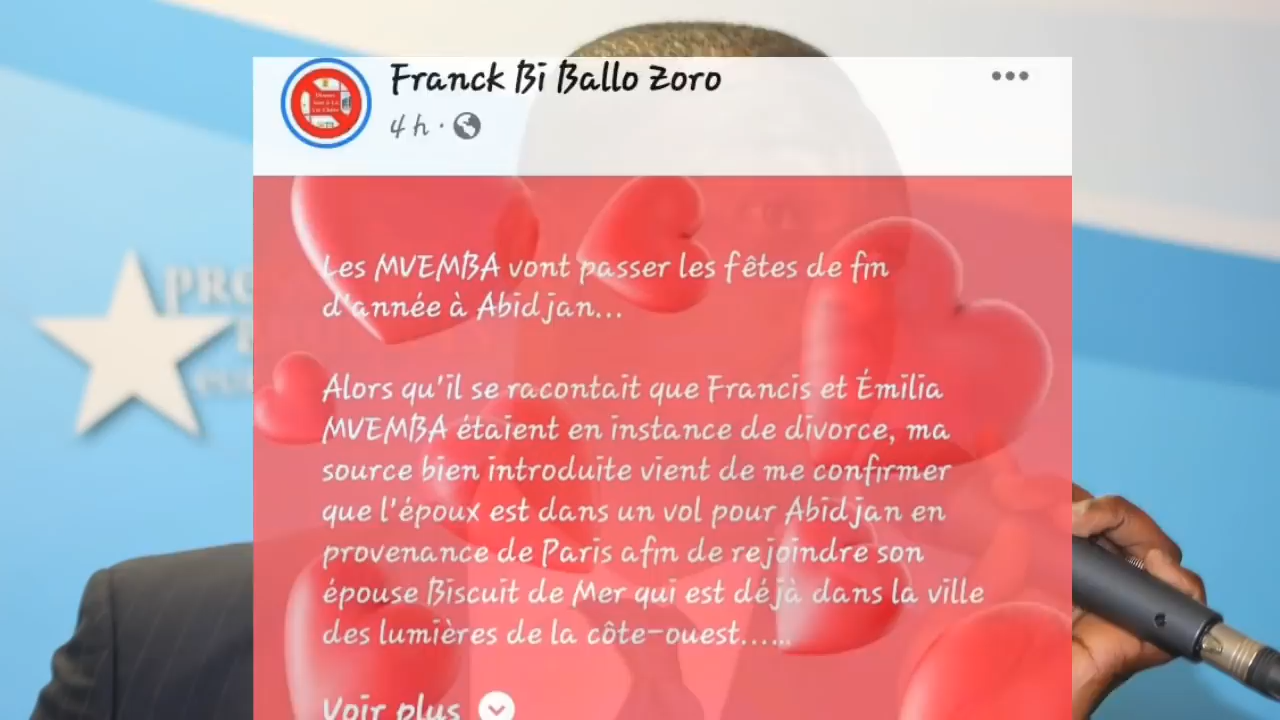 Franck Bi Ballo Zoro
4 h ·
Les MVEMBA vont passer les fêtes de fin
d'année à Abidjan...
Alors qu'il se racontait que Francis et Émilia
MVEMBA étaient en instance de divorce, ma
source bien introduite vient de me confirmer
que l'époux est dans un vol pour Abidjan en
provenance de Paris afin de rejoindre son
épouse Biscuit de Mer qui est déjà dans la ville
des lumières de la côte-ouest......
Voir plus